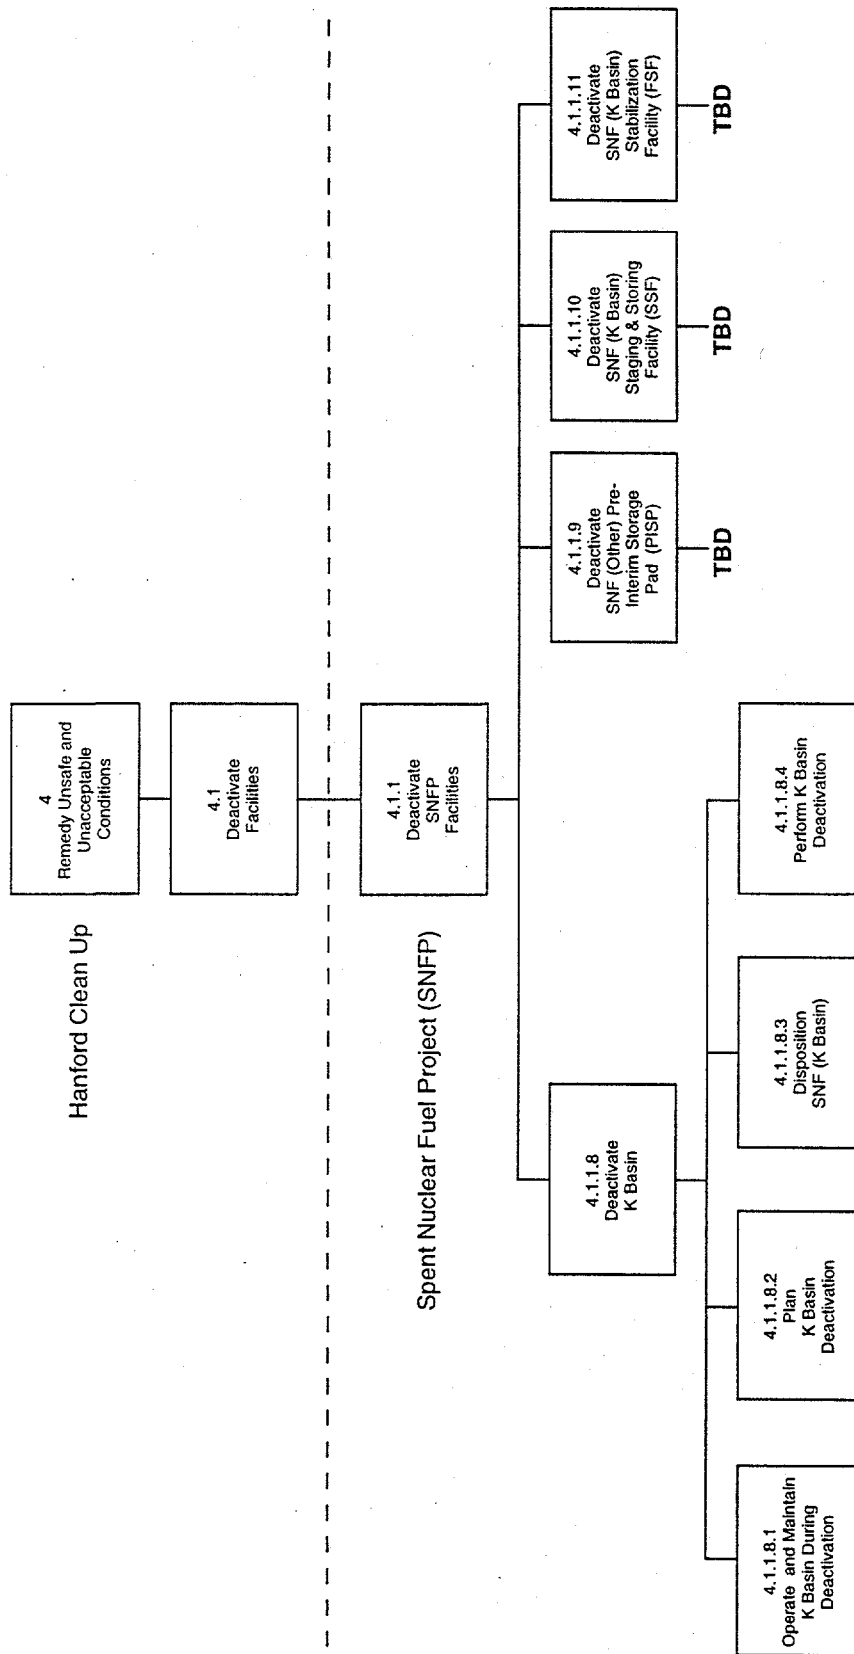 4
Remedy Unsafe and
Unacceptable
Conditions
Hanford Clean Up
4.1
Deactivate
Facilities
Spent Nuclear Fuel Project (SNFP)
4.1.1
Deactivate
SNFP
Facilities
4.1.1.8
Deactivate
K Basin
4.1.1.9
Deactivate
SNF (Other) Pre-
Interim Storage
Pad (PISP)
TBD
4.1.1.10
Deactivate
SNF (K Basin)
Staging & Storing
Facility (SSF)
TBD
4.1.1.11
Deactivate
SNF (K Basin)
Stabilization
Facility (FSF)
TBD
4.1.1.8.1
Operate and Maintain
K Basin During
Deactivation
4.1.1.8.2
Plan
K Basin
Deactivation
4.1.1.8.3
Disposition
SNF (K Basin)
4.1.1.8.4
Perform K Basin
Deactivation